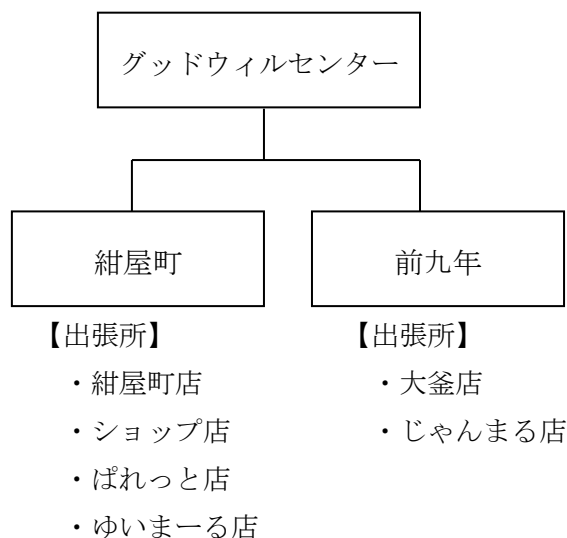 グッドウィルセンター
紺屋町
前九年
【出張所】
・紺屋町店
・ショップ店
・ぱれっと店
・ゆいまーる店
【出張所】
・大釜店
・じゃんまる店